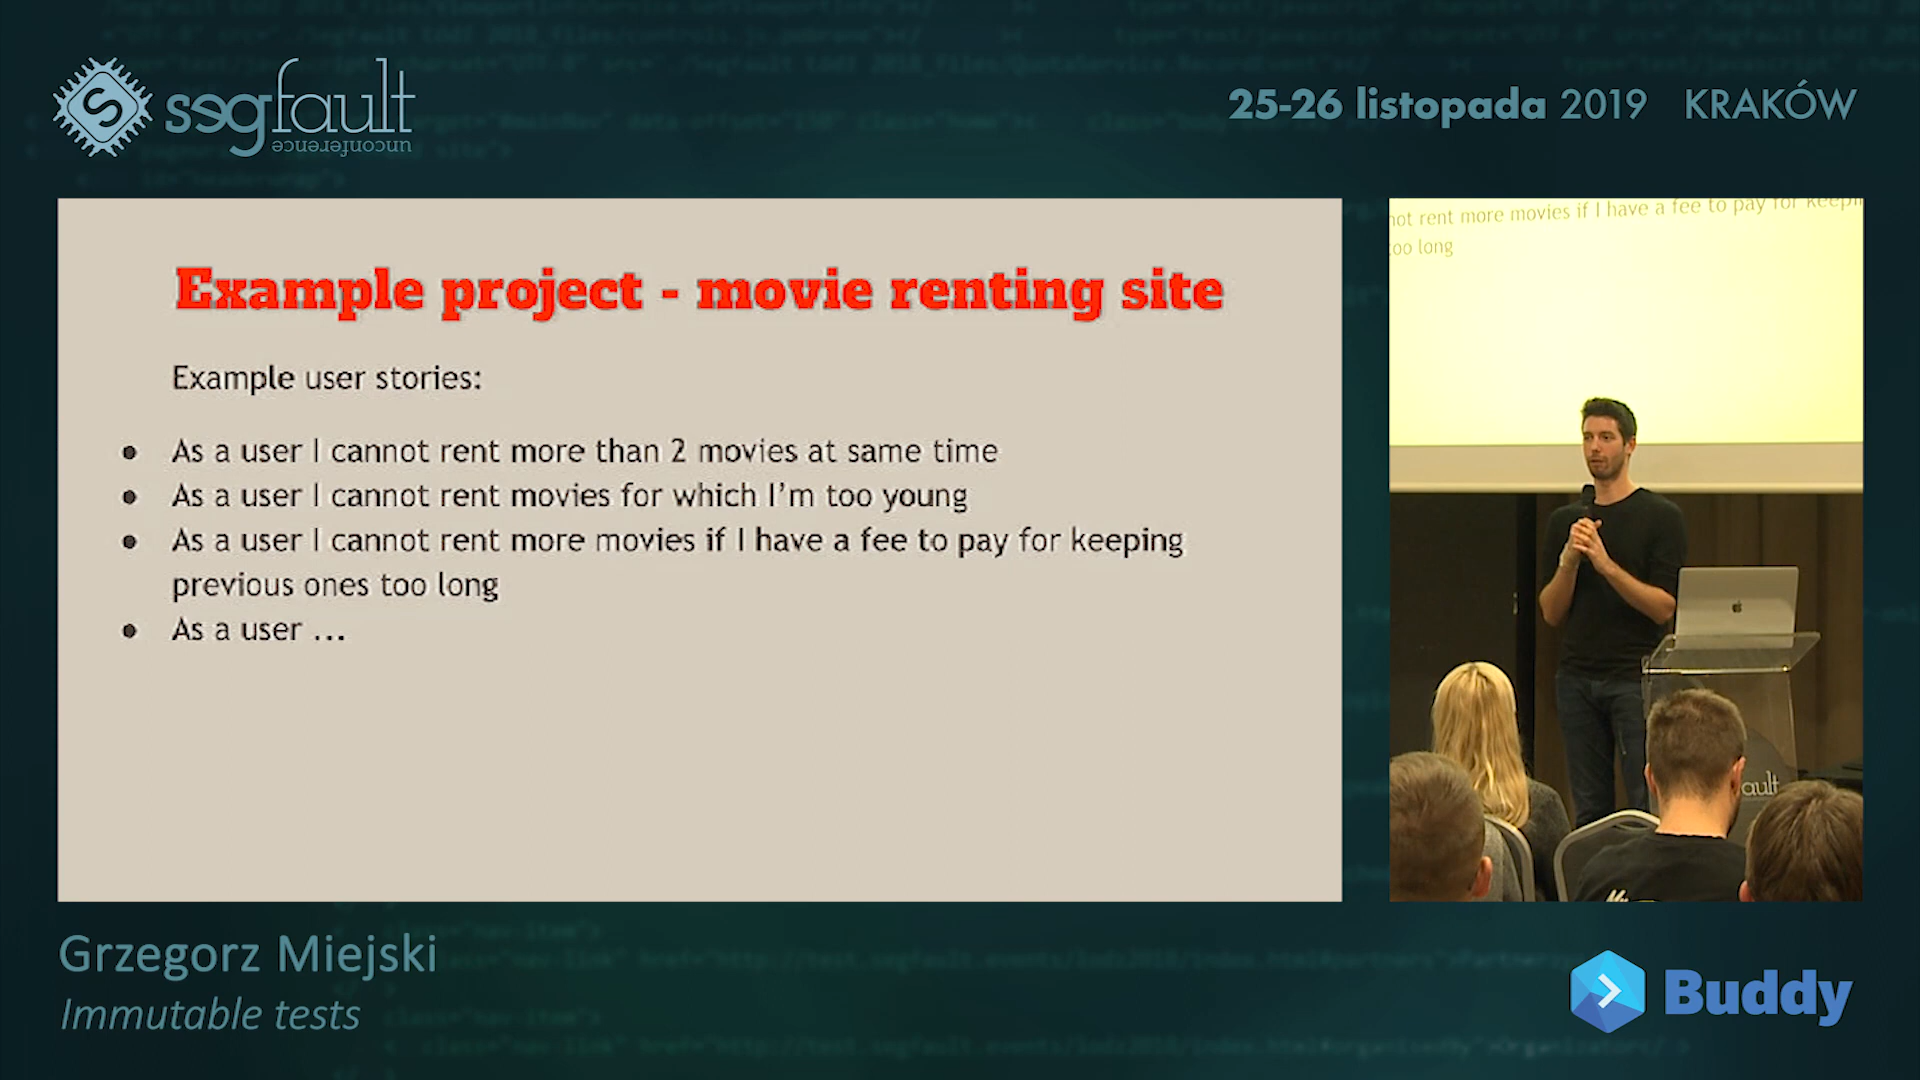 segfault
unconference
25-26 listopada 2019 KRAKÓW
Example project - movie renting site
Example user stories:
● As a user I cannot rent more than 2 movies at same time
● As a user I cannot rent movies for which I'm too young
● As a user I cannot rent more movies if I have a fee to pay for keeping
previous ones too long
● As a user ...
not rent more movies if I have a fee to pay for
too long
ault
Grzegorz Miejski
Immutable tests
Buddy